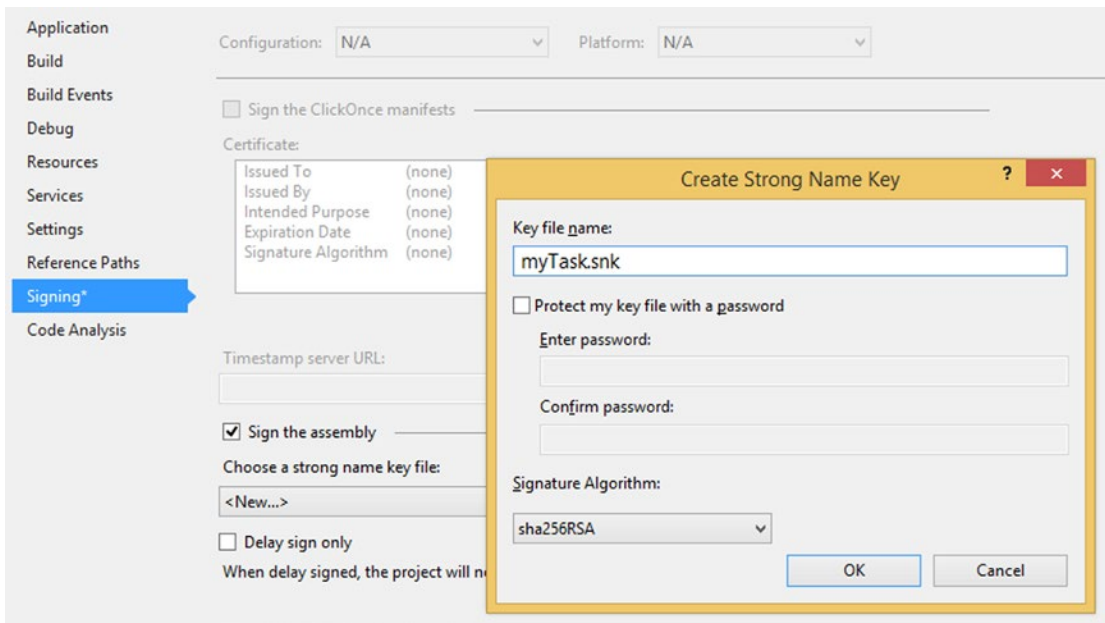 Application
Build
Build Events
Debug
Resources
Services
Settings
Reference Paths
Signing*
Code Analysis
Configuration: N/A Platform: N/A
Sign the ClickOnce manifests
Certificate:
Issued To (none)
Issued By (none)
Intended Purpose (none)
Expiration Date (none)
Signature Algorithm (none)
Timestamp server URL:
Sign the assembly
Choose a strong name key file:
<New...>
Delay sign only
When delay signed, the project will
Create Strong Name Key ? ×
Key file name:
myTask.snk
Protect my key file with a password
Enter password:
Confirm password:
Signature Algorithm:
sha256RSA
OK Cancel